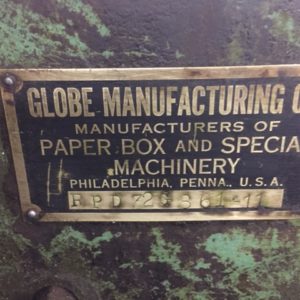 GLOBE MANUFACTURING C
MANUFACTURERS OF
PAPER BOX AND SPECIA
MACHINERY
PHILADELPHIA, PENNA., U.S.A.